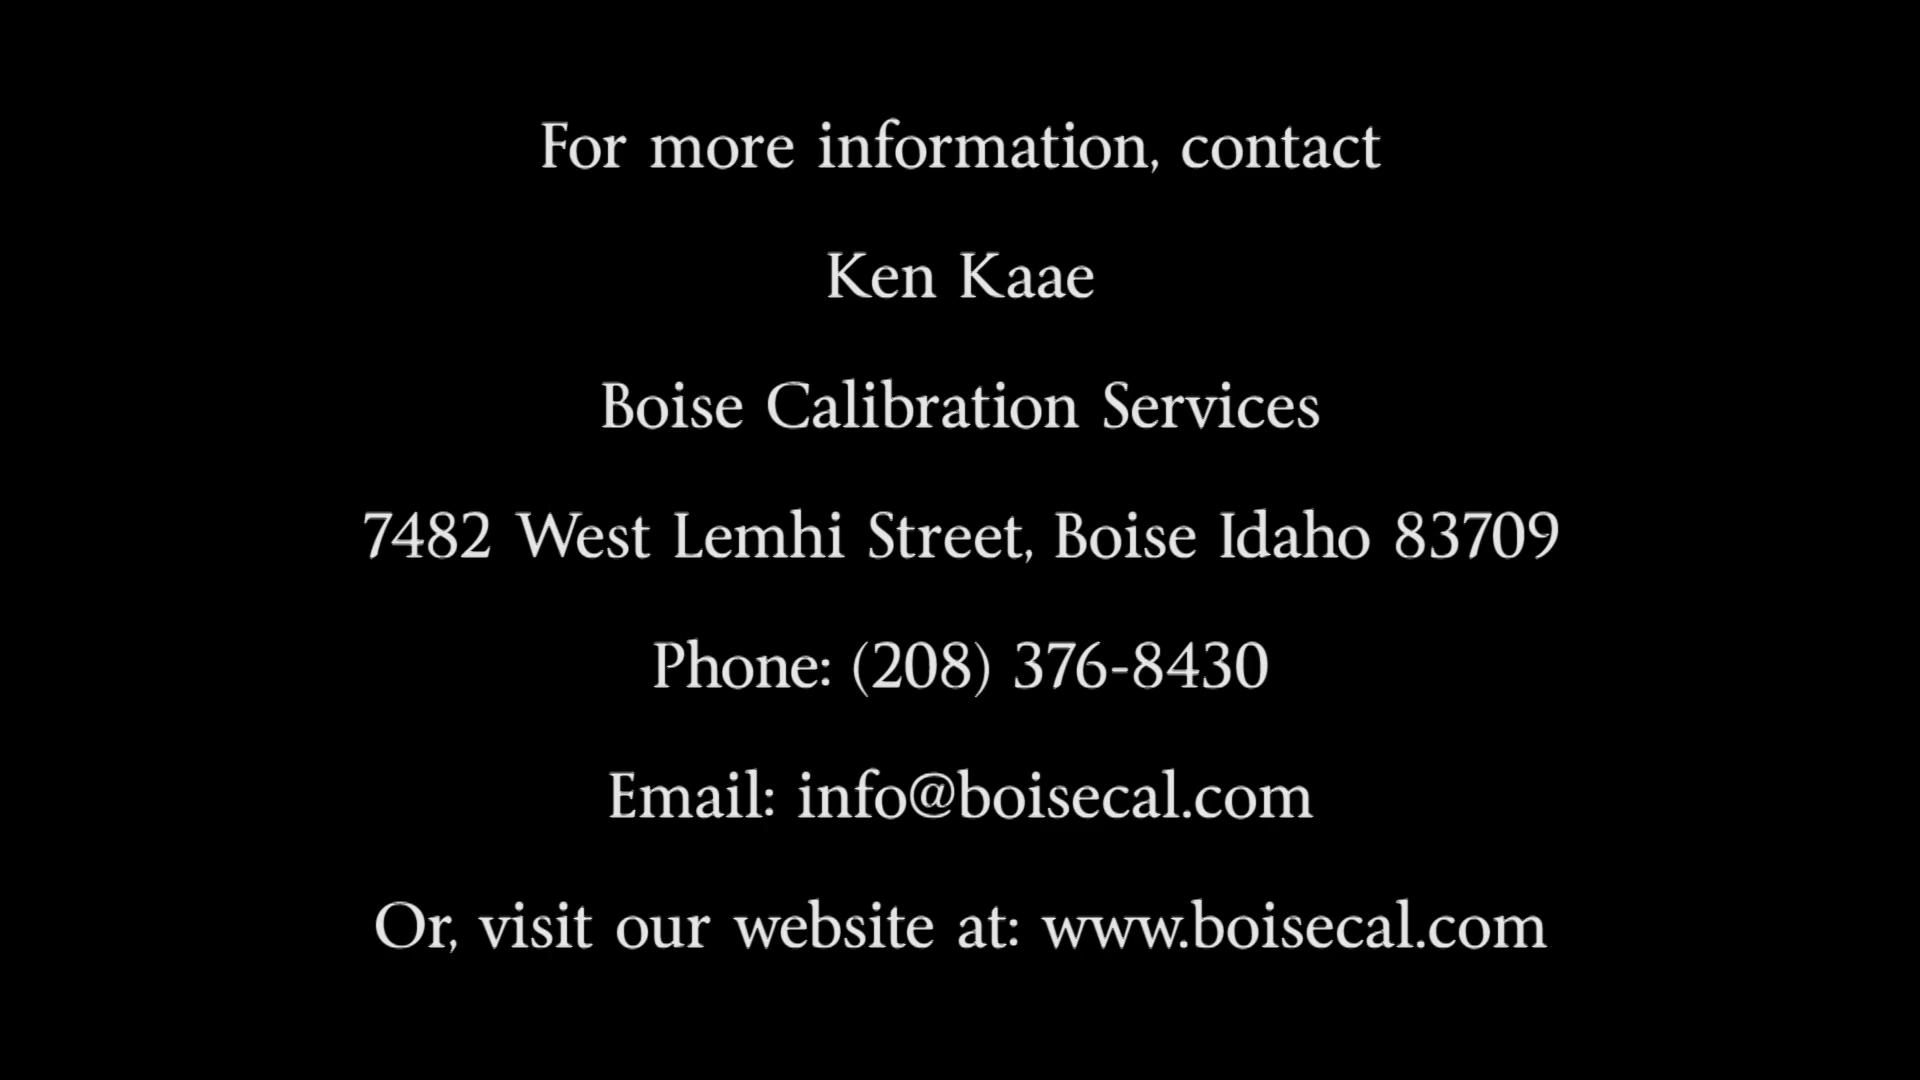 For more information, contact
Ken Kaae
Boise Calibration Services
7482 West Lemhi Street, Boise Idaho 83709
Phone: (208) 376-8430
Email: info@boisecal.com
Or, visit our website at: www.boisecal.com